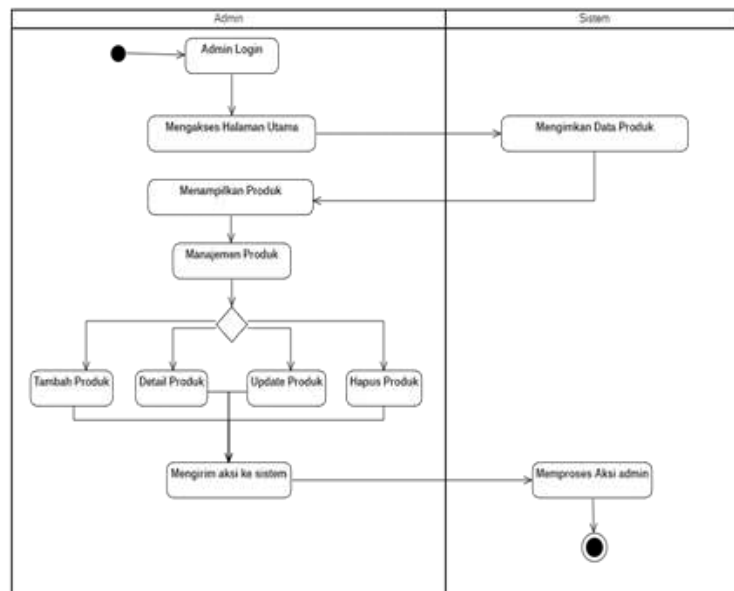 Admin
Sistem
Admin Login
Mengakses Halaman Utama
Mengimkan Data Produk
Menampilkan Produk
Manajemen Produk
Tambah Produk
Detail Produk
Update Produk
Hapus Produk
Mengirim aksi ke sistem
Memproses Aksi admin